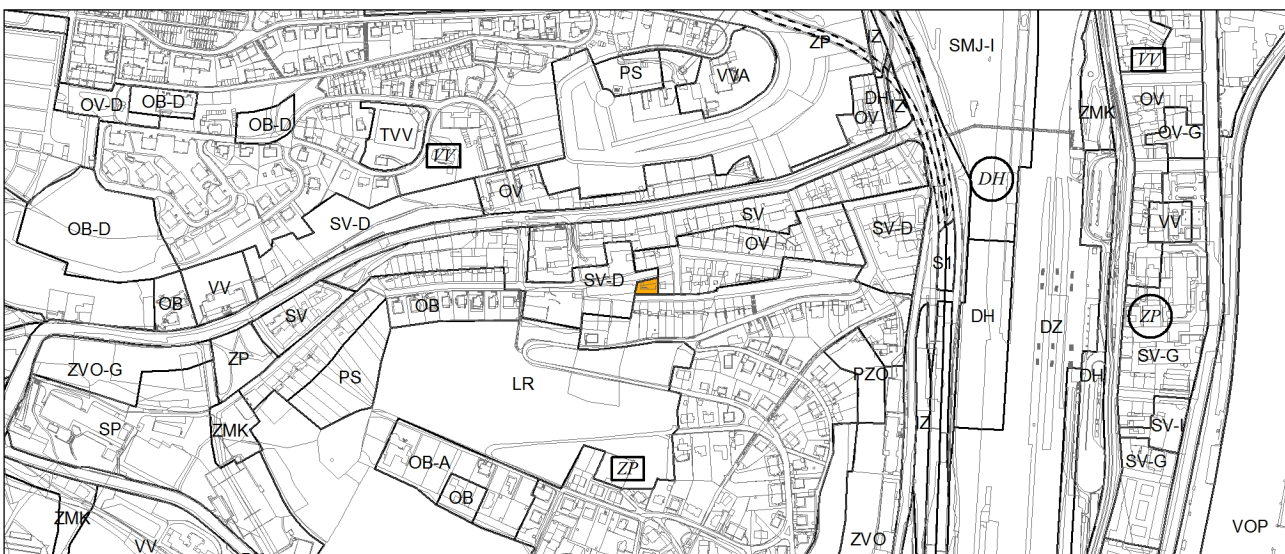 ZP
Z
SMJ-I
VV
PS
VVA
OV-D
OB-D
DH
Z
OV
OB-D
ZMK
OV
OV-G
TVV
VV
DH
OV
SV
SV-D
VV
OB-D
SV-D
OV
SV-D
S1
VV
OB
SV
OB
DH
DZ
ZP
ZP
SV-G
ZVO-G
PS
LR
PZO
DH
SP
ZMK
IZ
SV-I
OB-A
ZP
SV-G
OB
ZMK
VV
ZVO
VOP